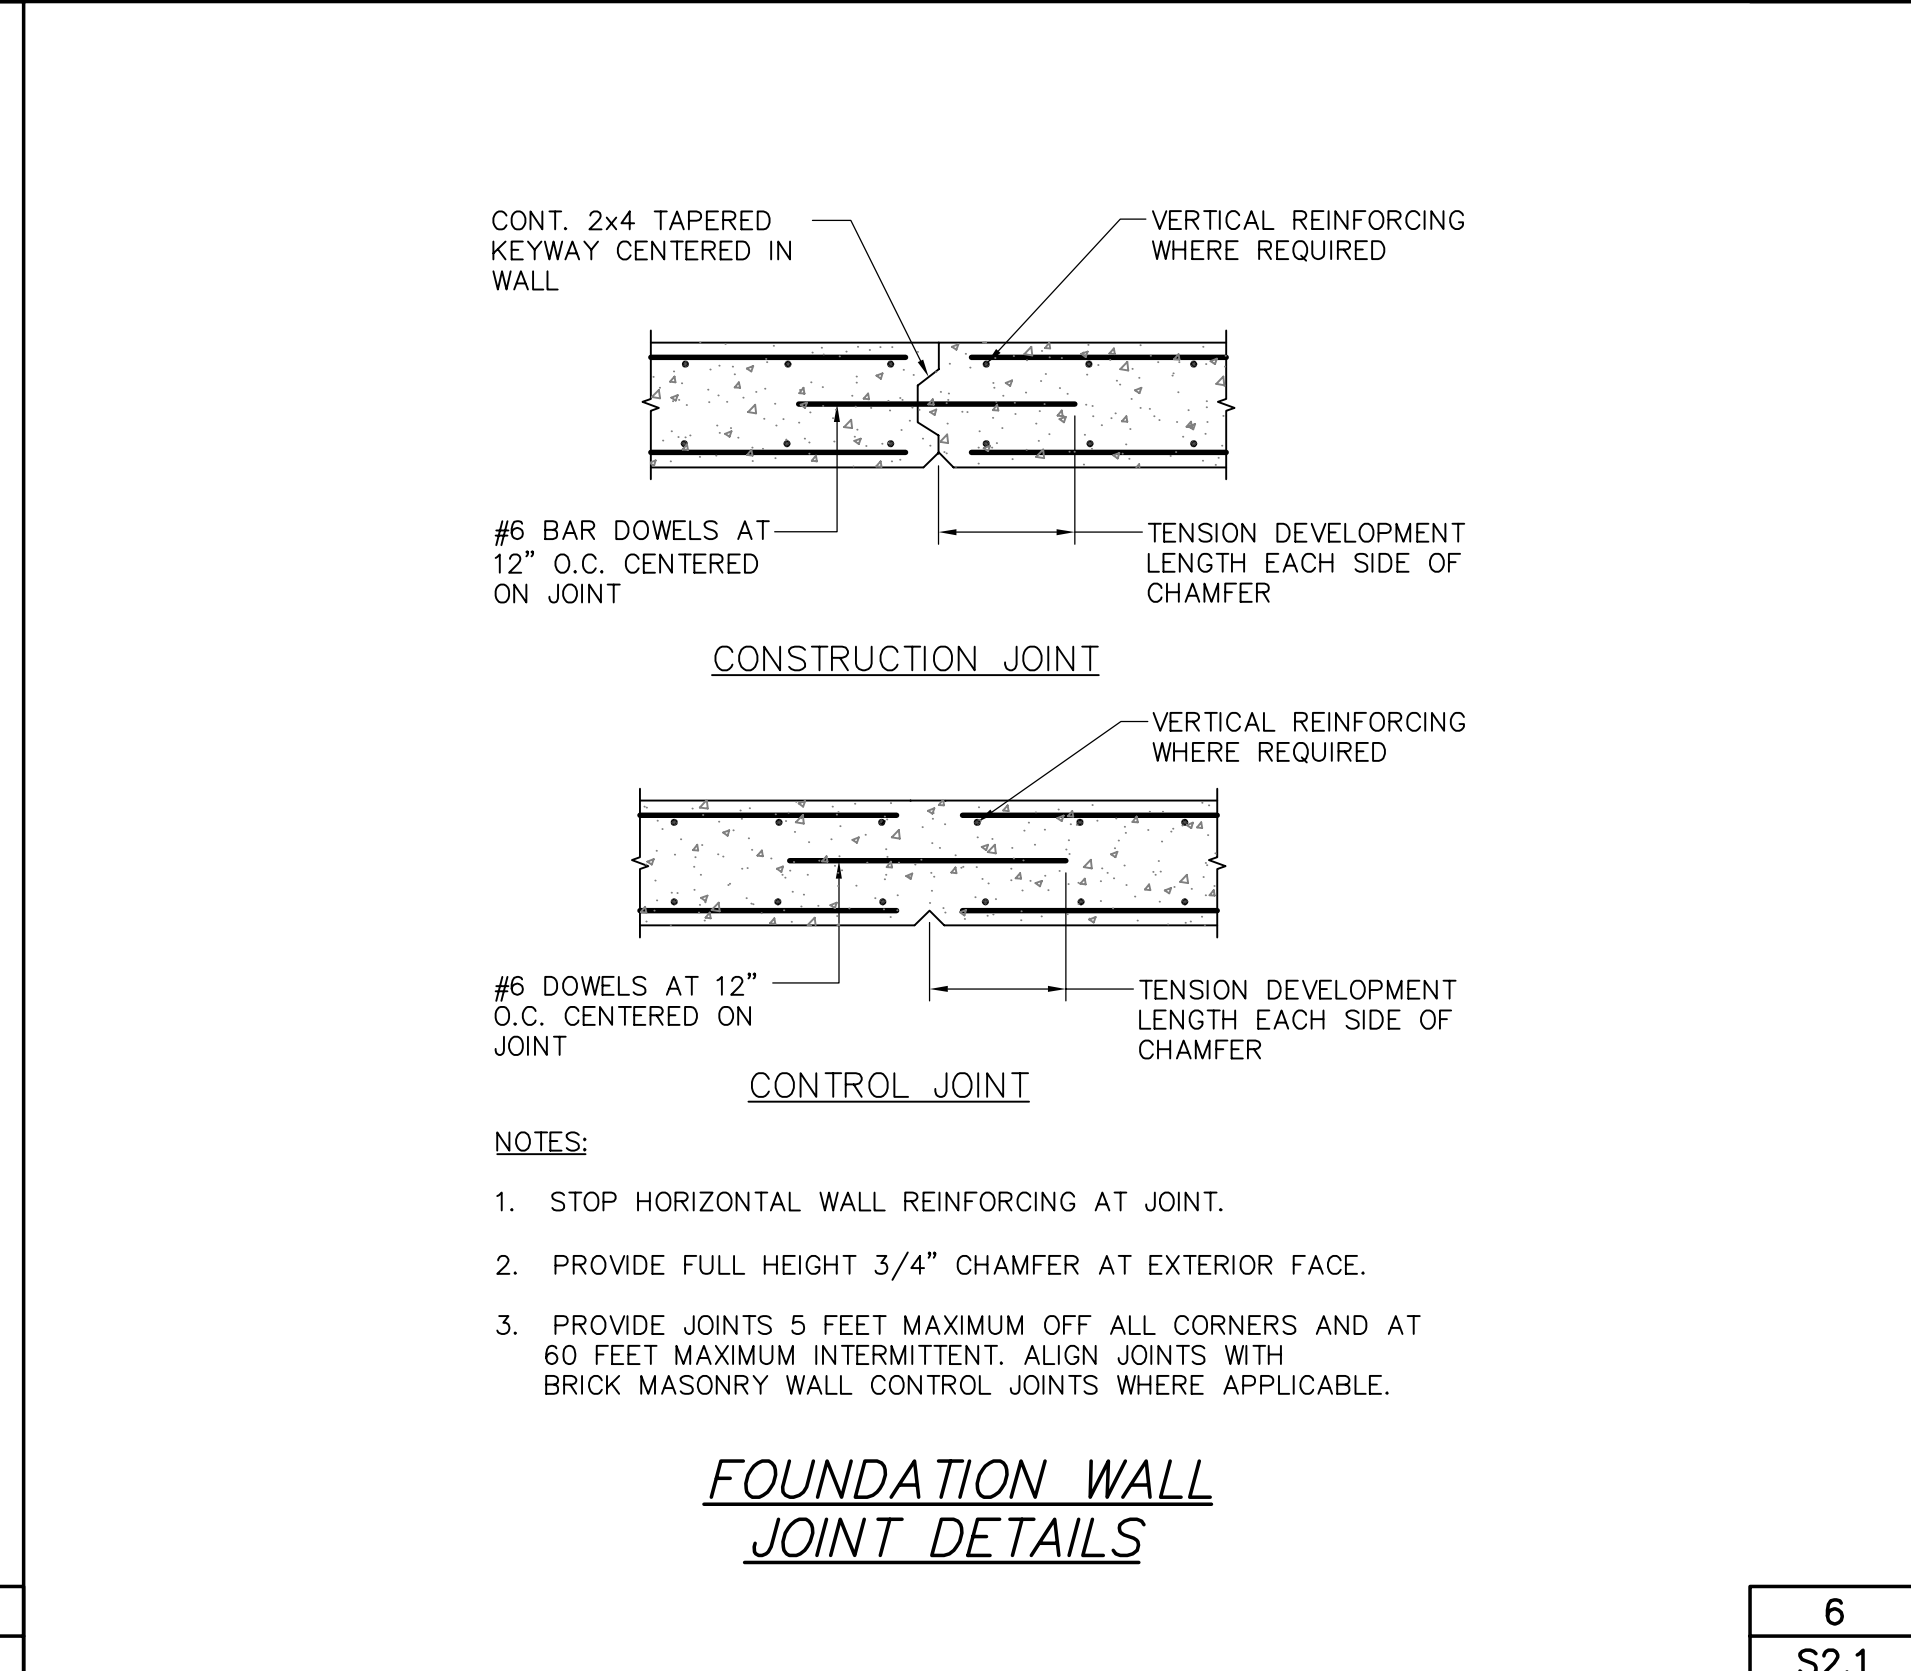 CONT. 2x4 TAPERED
KEYWAY CENTERED IN
WALL
VERTICAL REINFORCING
WHERE REQUIRED
#6 BAR DOWELS AT
12" O.C. CENTERED
ON JOINT
TENSION DEVELOPMENT
LENGTH EACH SIDE OF
CHAMFER
CONSTRUCTION JOINT
VERTICAL REINFORCING
WHERE REQUIRED
#6 DOWELS AT 12"
O.C. CENTERED ON
JOINT
TENSION DEVELOPMENT
LENGTH EACH SIDE OF
CHAMFER
CONTROL JOINT
NOTES:
1. STOP HORIZONTAL WALL REINFORCING AT JOINT.
2. PROVIDE FULL HEIGHT 3/4" CHAMFER AT EXTERIOR FACE.
3. PROVIDE JOINTS 5 FEET MAXIMUM OFF ALL CORNERS AND AT
60 FEET MAXIMUM INTERMITTENT. ALIGN JOINTS WITH
BRICK MASONRY WALL CONTROL JOINTS WHERE APPLICABLE.
FOUNDATION WALL
JOINT DETAILS
6
S2.1